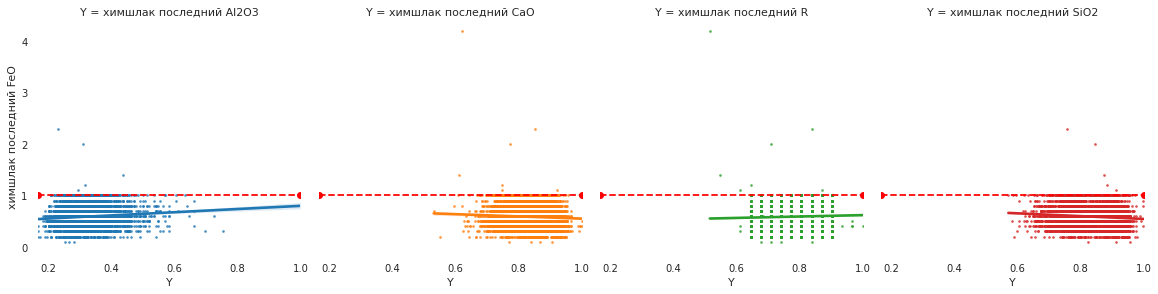 Y = химшлак последний Al2O3
Y = химшлак последний CaO
Y = химшлак последний R
Y = химшлак последний SiO2
химшлак последний FeO
4
3
2
1
0
0.2 0.4 0.6 0.8 1.0
0.2 0.4 0.6 0.8 1.0
0.2 0.4 0.6 0.8 1.0
0.2 0.4 0.6 0.8 1.0
Y
Y
Y
Y